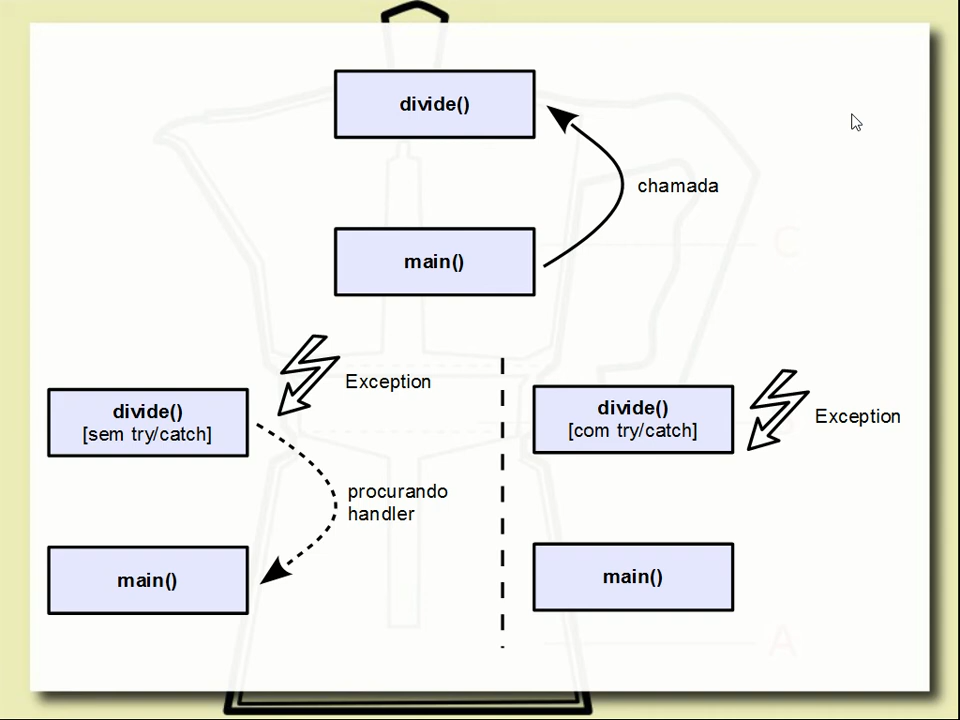 divide()
chamada
main()
Exception
divide()
[sem try/catch]
procurando
handler
main()
divide()
[com try/catch]
Exception
main()
C
A